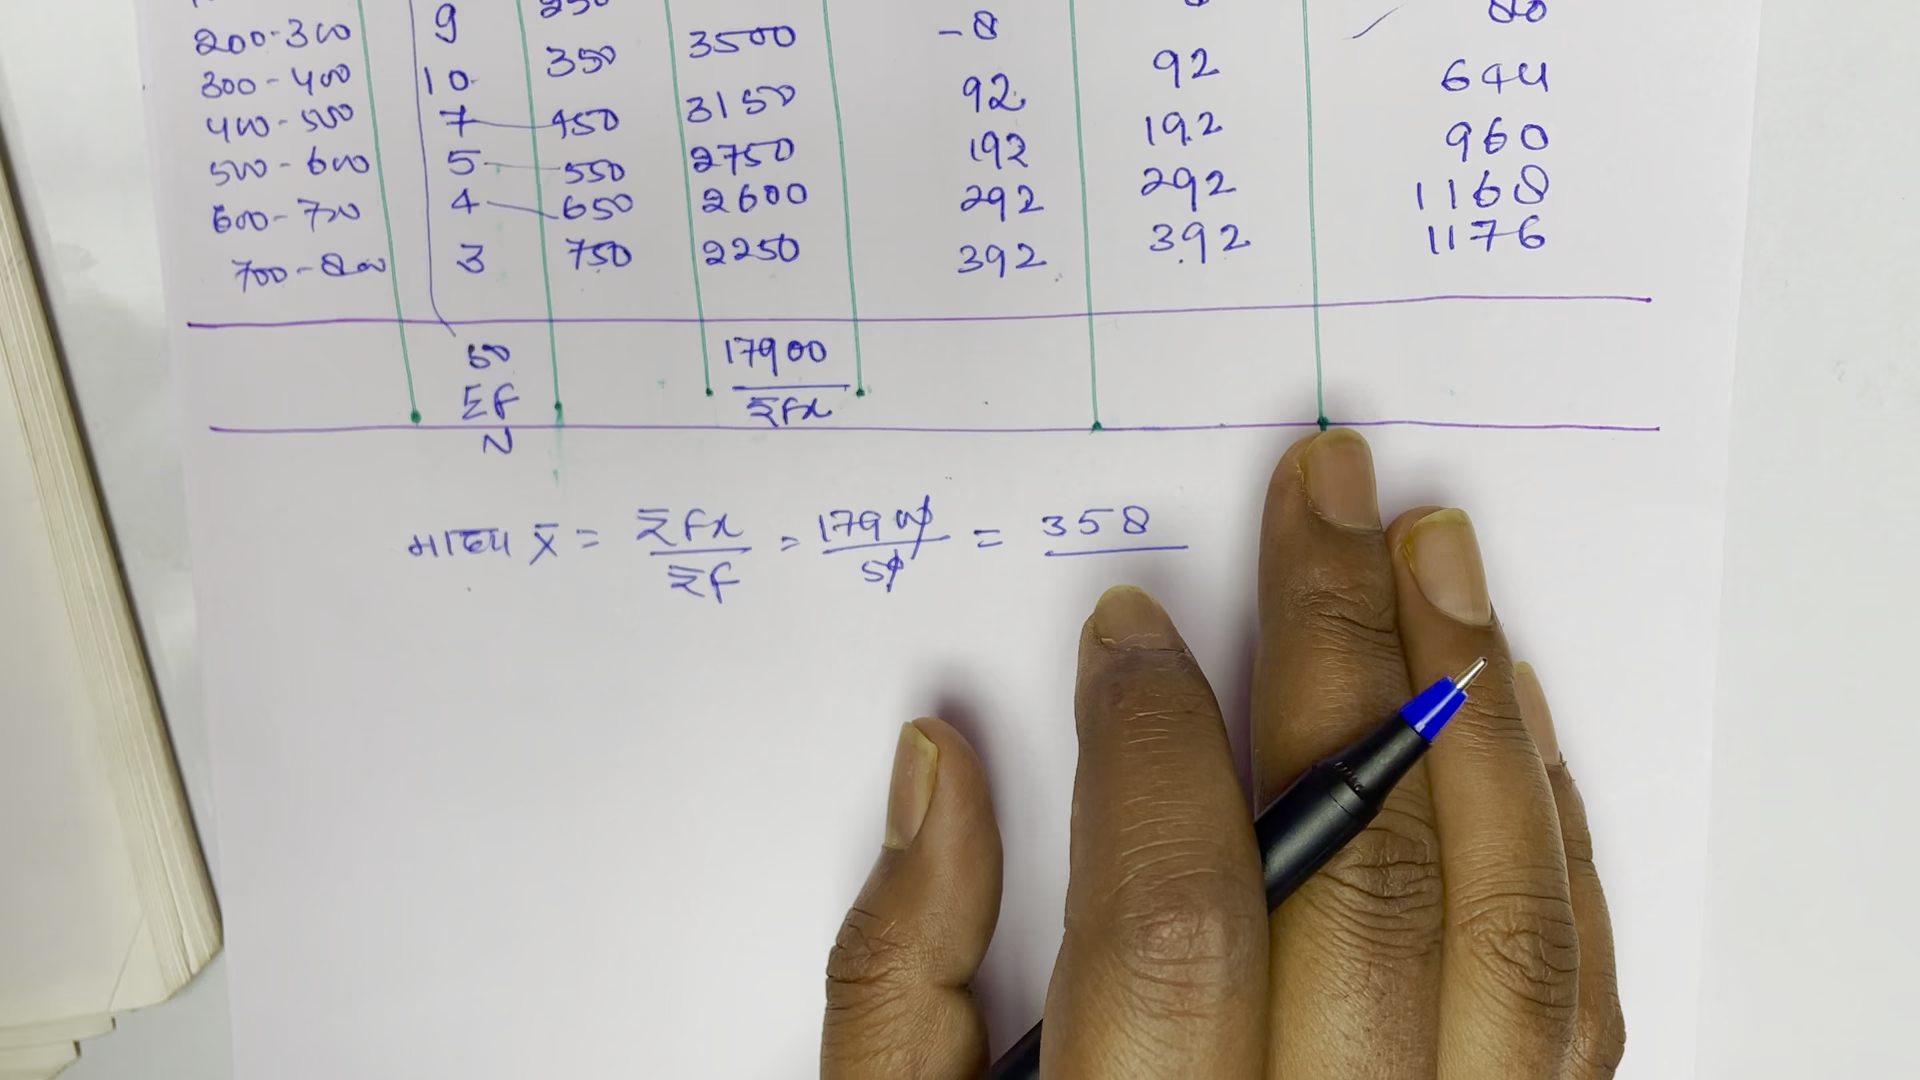 200-300 9 250
300-400 10 350 3500 -8 80
400-500 7 450 3150 92 92 644
500-600 5 550 2750 192 192 960
600-700 4 650 2600 292 292 1168
700-800 3 750 2250 392 392 1176
50 17900
Σf Σfx
N
माध्य x̄ = Σfx / Σf = 17900 / 50 = 358